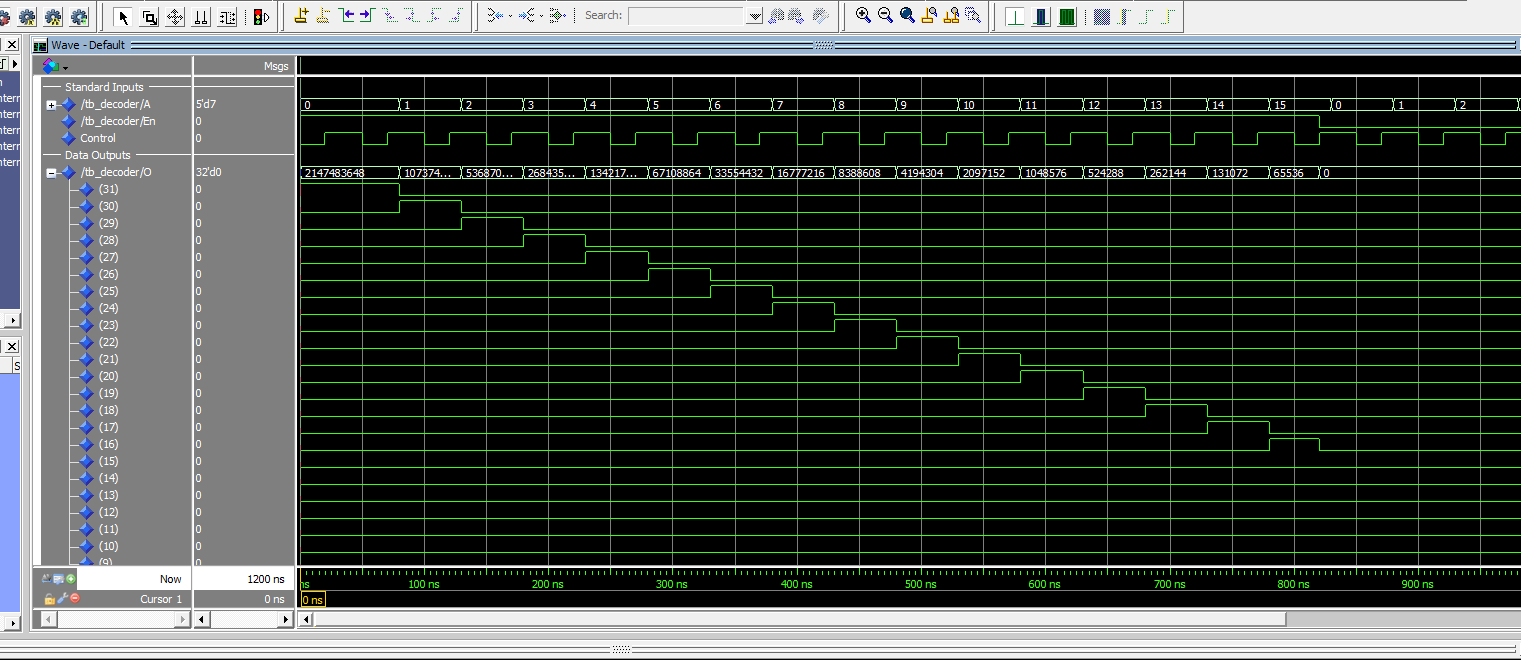 Search:
Wave - Default
Msgs
Standard Inputs
/tb_decoder/A 5'd7 0 1 2 3 4 5 6 7 8 9 10 11 12 13 14 15 0 1 2
/tb_decoder/En 0
Control 0
Data Outputs
/tb_decoder/O 32'd0 2147483648 107374... 536870... 268435... 134217... 67108864 33554432 16777216 8388608 4194304 2097152 1048576 524288 262144 131072 65536 0
(31) 0
(30) 0
(29) 0
(28) 0
(27) 0
(26) 0
(25) 0
(24) 0
(23) 0
(22) 0
(21) 0
(20) 0
(19) 0
(18) 0
(17) 0
(16) 0
(15) 0
(14) 0
(13) 0
(12) 0
(11) 0
(10) 0
(9) 0
Now 1200 ns ns 100 ns 200 ns 300 ns 400 ns 500 ns 600 ns 700 ns 800 ns 900 ns
Cursor 1 0 ns 0 ns